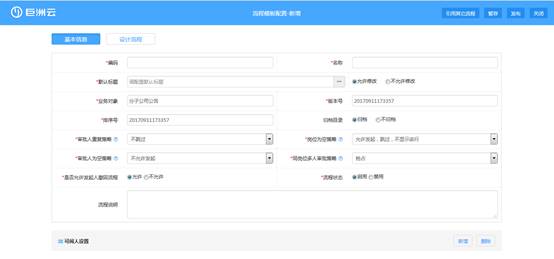 巨洲云
流程模板配置-新增
引用其它流程 暂存 发布 关闭
基本信息 设计流程
*编码 *名称
*默认标题 请配置默认标题 ... 允许修改 不允许修改
*业务对象 分子公司公告 *版本号 20170911173357
*排序号 20170911173357 归档目录 归档 不归档
*审批人重复策略 不跳过 *岗位为空策略 允许发起，跳过，不显示该行
*审批人为空策略 不允许发起 *同岗位多人审批策略 抢占
*是否允许发起人撤回流程 允许 不允许 *流程状态 启用 禁用
流程说明
可阅人设置 新增 删除